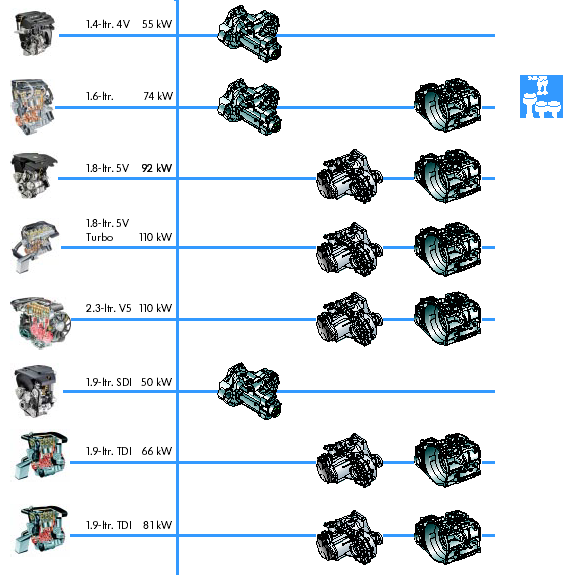 1.4-ltr. 4V 55 kW
1.6-ltr. 74 kW
1.8-ltr. 5V 92 kW
1.8-ltr. 5V
Turbo 110 kW
2.3-ltr. V5 110 kW
1.9-ltr. SDI 50 kW
1.9-ltr. TDI 66 kW
1.9-ltr. TDI 81 kW